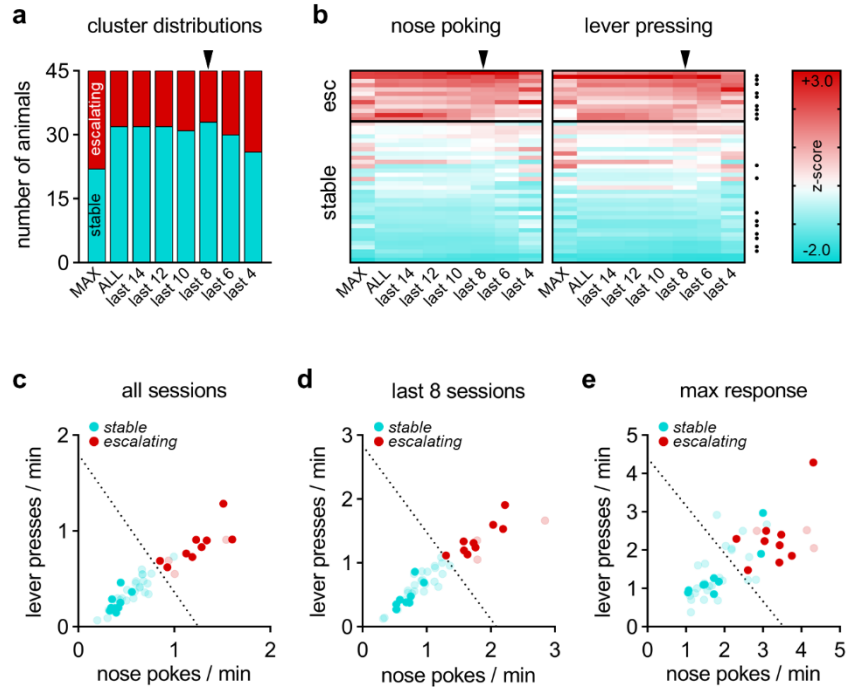 a
cluster distributions
number of animals
45
30
15
0
escalating
stable
MAX
ALL
last 14
last 12
last 10
last 8
last 6
last 4
b
nose poking
lever pressing
esc
stable
MAX
ALL
last 14
last 12
last 10
last 8
last 6
last 4
MAX
ALL
last 14
last 12
last 10
last 8
last 6
last 4
+3.0
z-score
-2.0
c
all sessions
stable
escalating
lever presses / min
2
1
0
0
1
2
nose pokes / min
d
last 8 sessions
stable
escalating
lever presses / min
3
2
1
0
0
1
2
3
nose pokes / min
e
max response
stable
escalating
lever presses / min
5
4
3
2
1
0
0
1
2
3
4
5
nose pokes / min